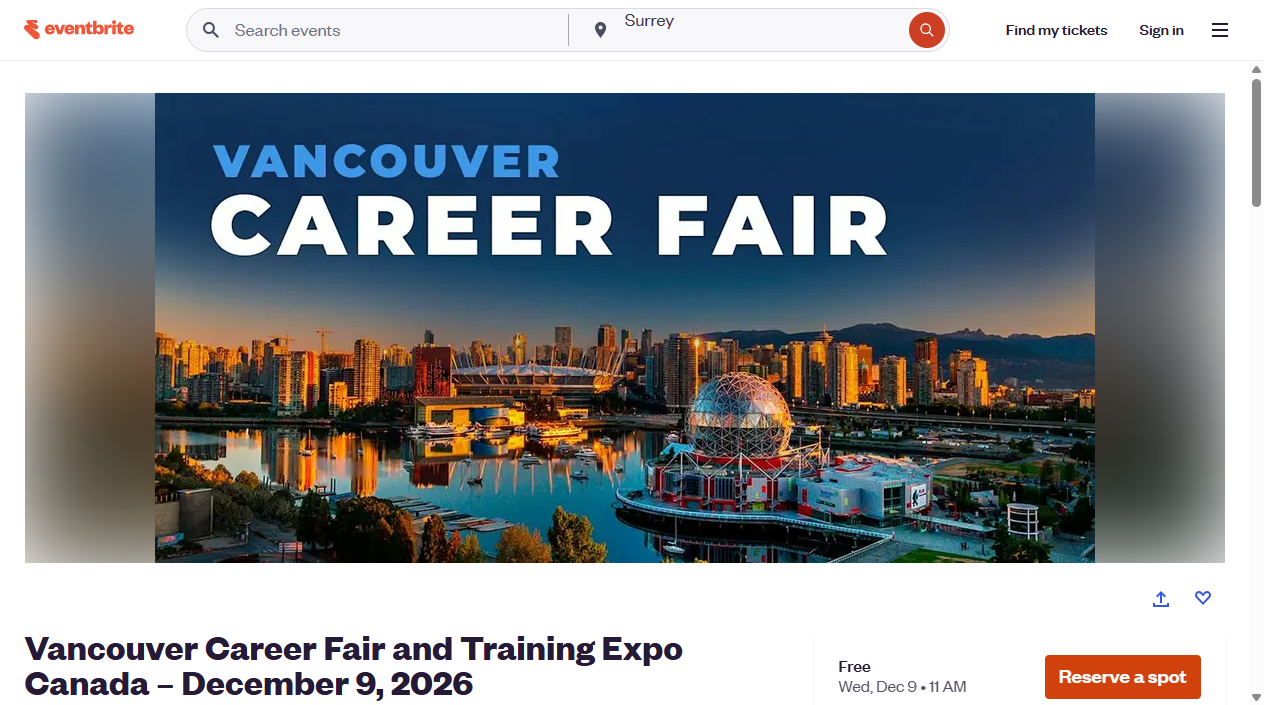 eventbrite
Search events
Surrey
Find my tickets
Sign in
VANCOUVER
CAREER FAIR
Vancouver Career Fair and Training Expo
Canada – December 9, 2026
Free
Wed, Dec 9 • 11 AM
Reserve a spot